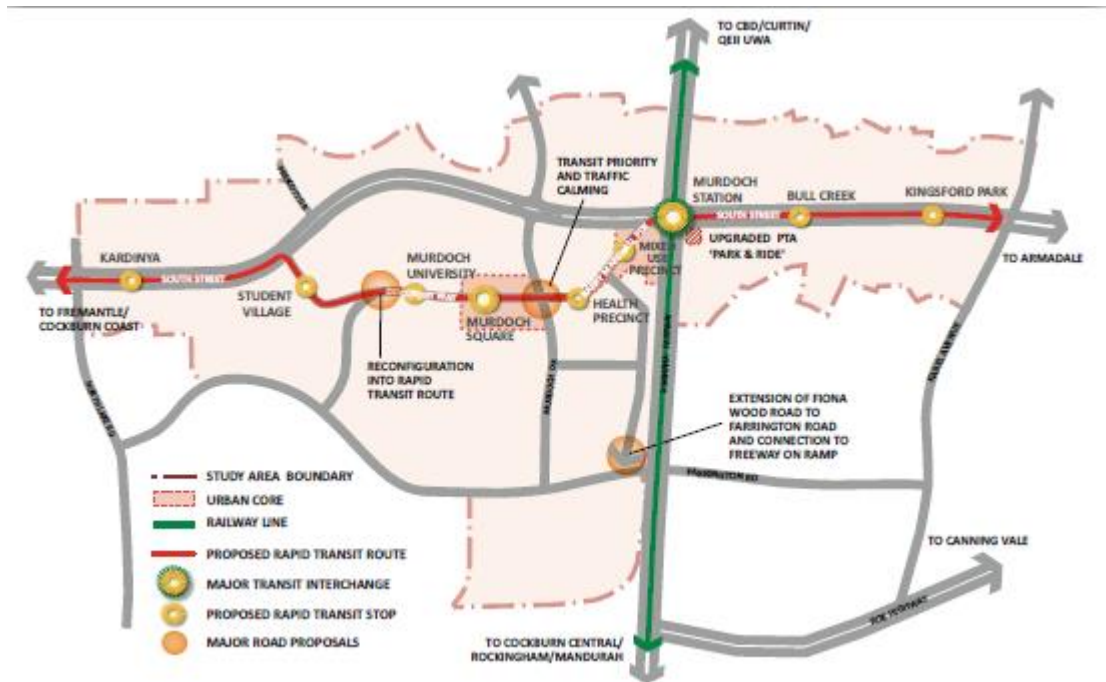 TO CBD/CURTIN/
QEII UWA
TRANSIT PRIORITY
AND TRAFFIC
CALMING
MURDOCH
STATION
BULL CREEK
KINGSFORD PARK
SOUTH STREET
UPGRADED PTA
'PARK & RIDE'
MIXED
USE
PRECINCT
TO ARMADALE
KARDINYA
SOUTH STREET
MURDOCH
UNIVERSITY
STUDENT
VILLAGE
MURDOCH
SQUARE
HEALTH
PRECINCT
TO FREMANTLE/
COCKBURN COAST
RECONFIGURATION
INTO RAPID
TRANSIT ROUTE
MURDOCH DR
EXTENSION OF FIONA
WOOD ROAD TO
FARRINGTON ROAD
AND CONNECTION TO
FREEWAY ON RAMP
FARRINGTON RD
STUDY AREA BOUNDARY
URBAN CORE
RAILWAY LINE
PROPOSED RAPID TRANSIT ROUTE
MAJOR TRANSIT INTERCHANGE
PROPOSED RAPID TRANSIT STOP
MAJOR ROAD PROPOSALS
TO CANNING VALE
TO COCKBURN CENTRAL/
ROCKINGHAM/MANDURAH